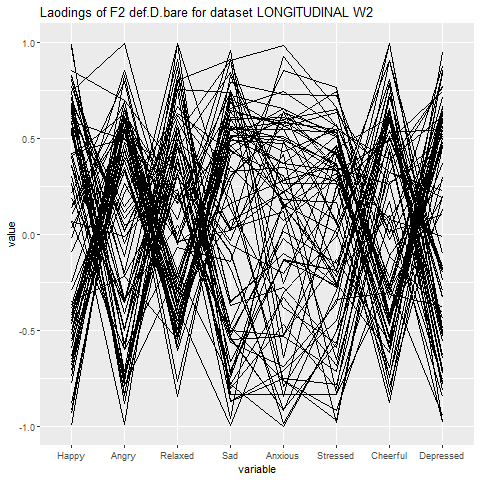 Laodings of F2 def.D.bare for dataset LONGITUDINAL W2
1.0
0.5
0.0
-0.5
-1.0
value
Happy Angry Relaxed Sad Anxious Stressed Cheerful Depressed
variable